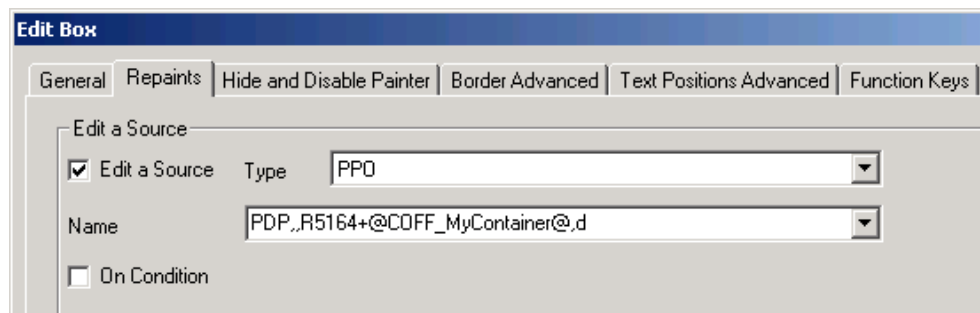 Edit Box
General Repaints Hide and Disable Painter Border Advanced Text Positions Advanced Function Keys
Edit a Source
Edit a Source Type PPO
Name PDP,,R5164+@COFF_MyContainer@,d
On Condition